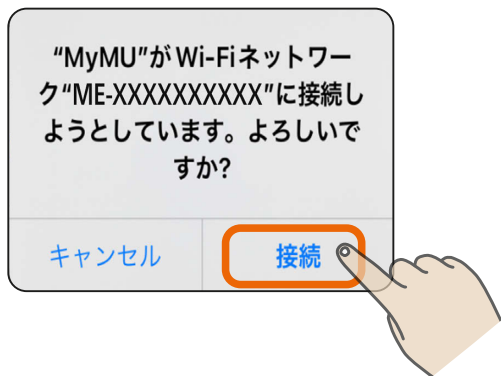 “MyMU”がWi-Fiネットワー
ク“ME-XXXXXXXXXX”に接続し
ようとしています。よろしいで
すか?
キャンセル 接続